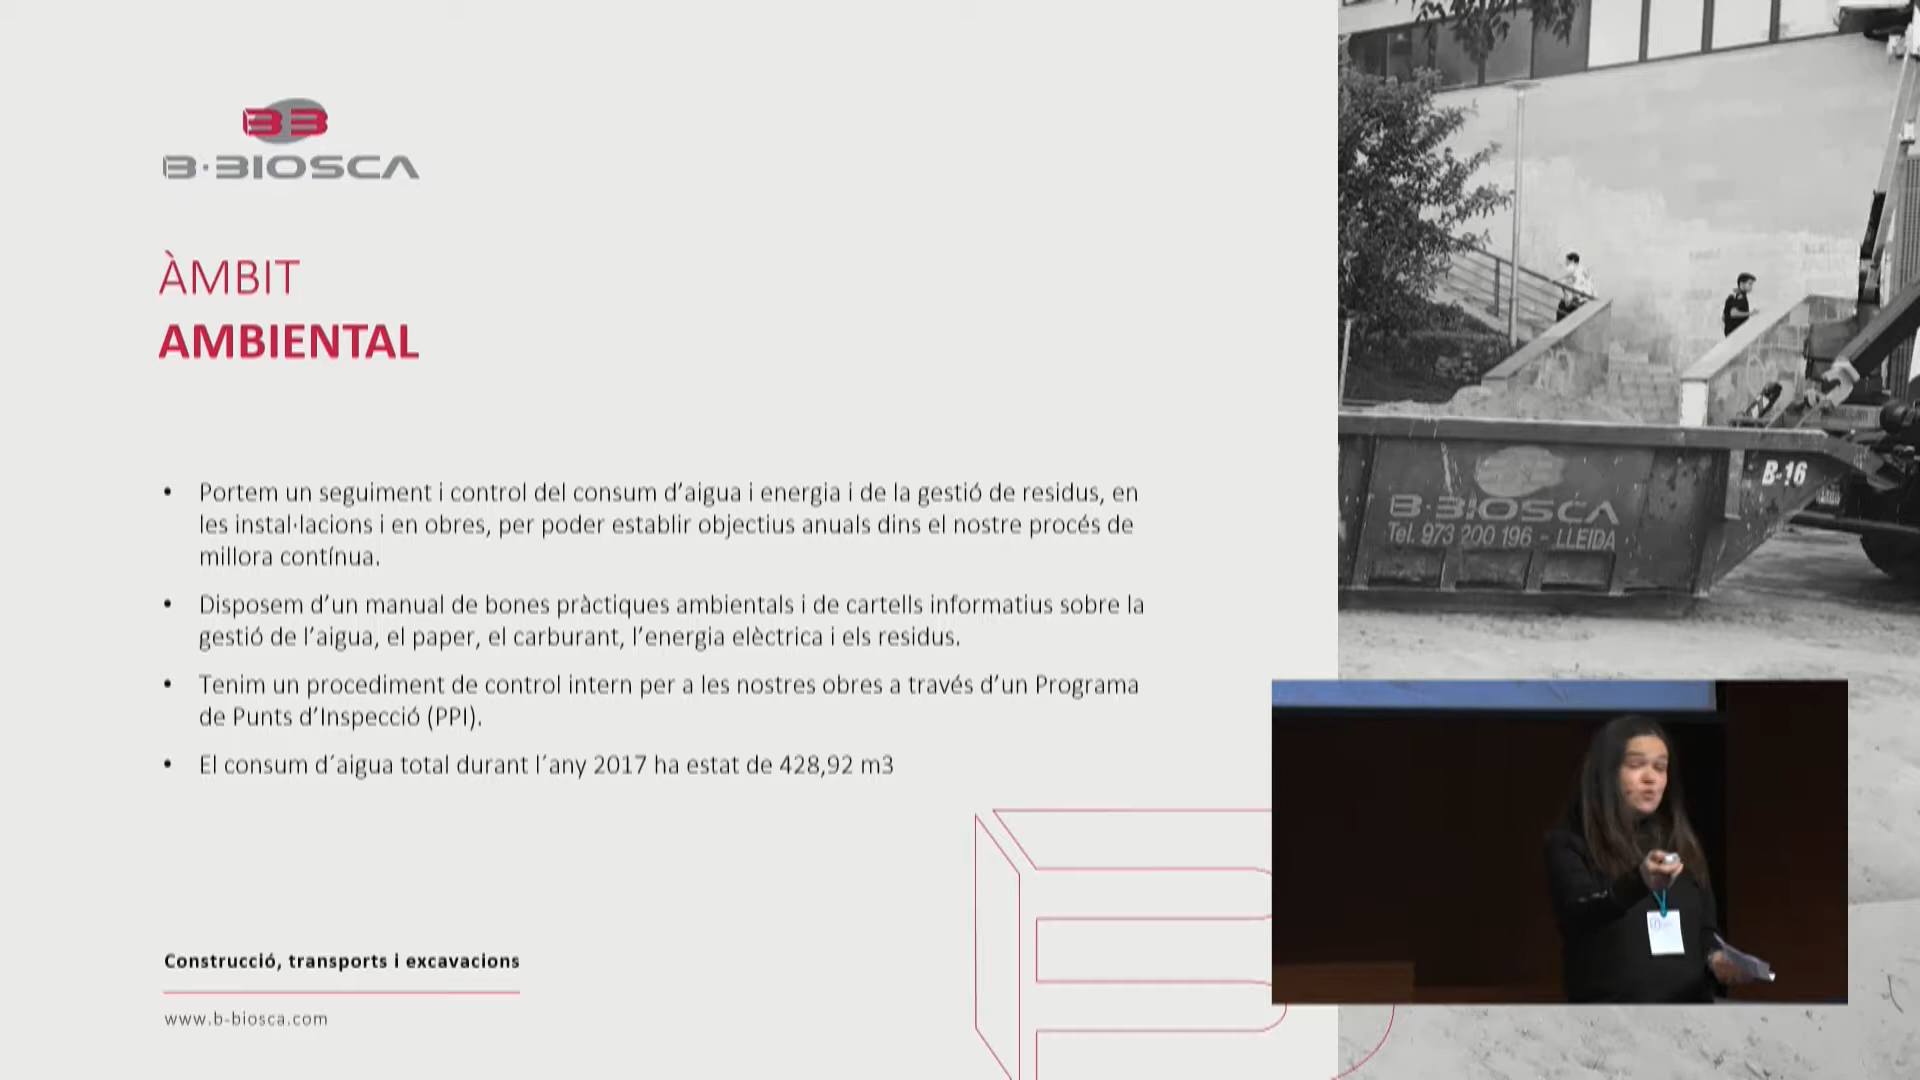 B·BIOSCA
ÀMBIT
AMBIENTAL
• Portem un seguiment i control del consum d’aigua i energia i de la gestió de residus, en
les instal·lacions i en obres, per poder establir objectius anuals dins el nostre procés de
millora contínua.
• Disposem d’un manual de bones pràctiques ambientals i de cartells informatius sobre la
gestió de l’aigua, el paper, el carburant, l’energia elèctrica i els residus.
• Tenim un procediment de control intern per a les nostres obres a través d’un Programa
de Punts d’Inspecció (PPI).
• El consum d´aigua total durant l´any 2017 ha estat de 428,92 m3
Construcció, transports i excavacions
www.b-biosca.com
B-16
B·BIOSCA
Tel. 973 200 196 - LLEIDA